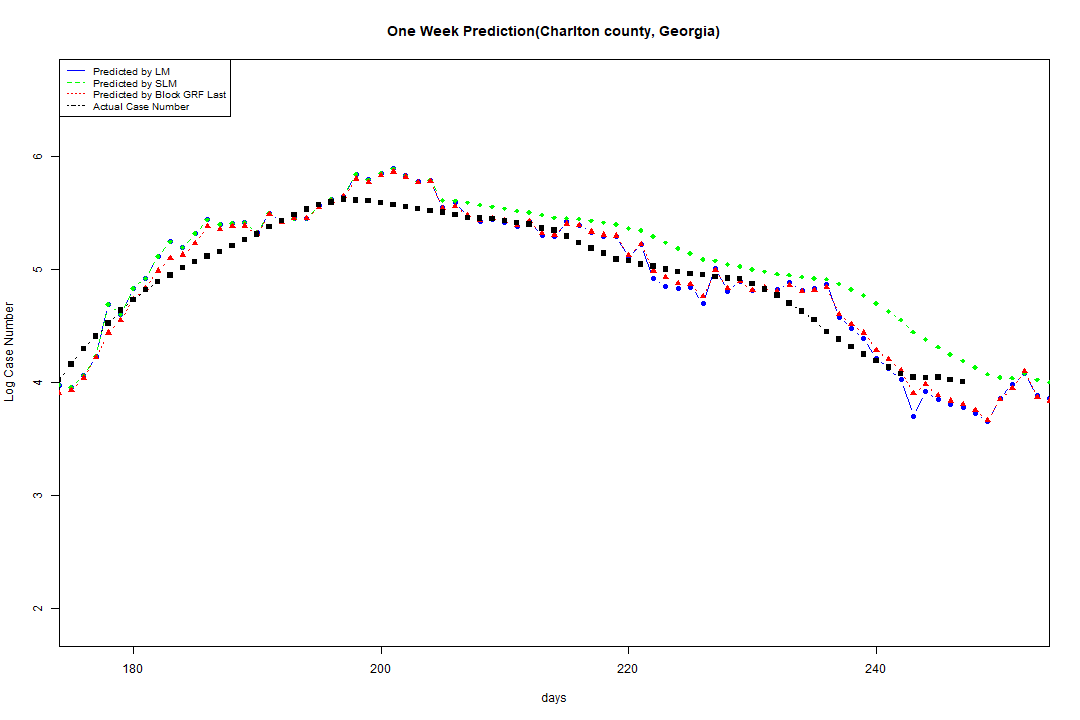 One Week Prediction(Charlton county, Georgia)
Predicted by LM
Predicted by SLM
Predicted by Block GRF Last
Actual Case Number
6
5
4
3
2
Log Case Number
180 200 220 240
days